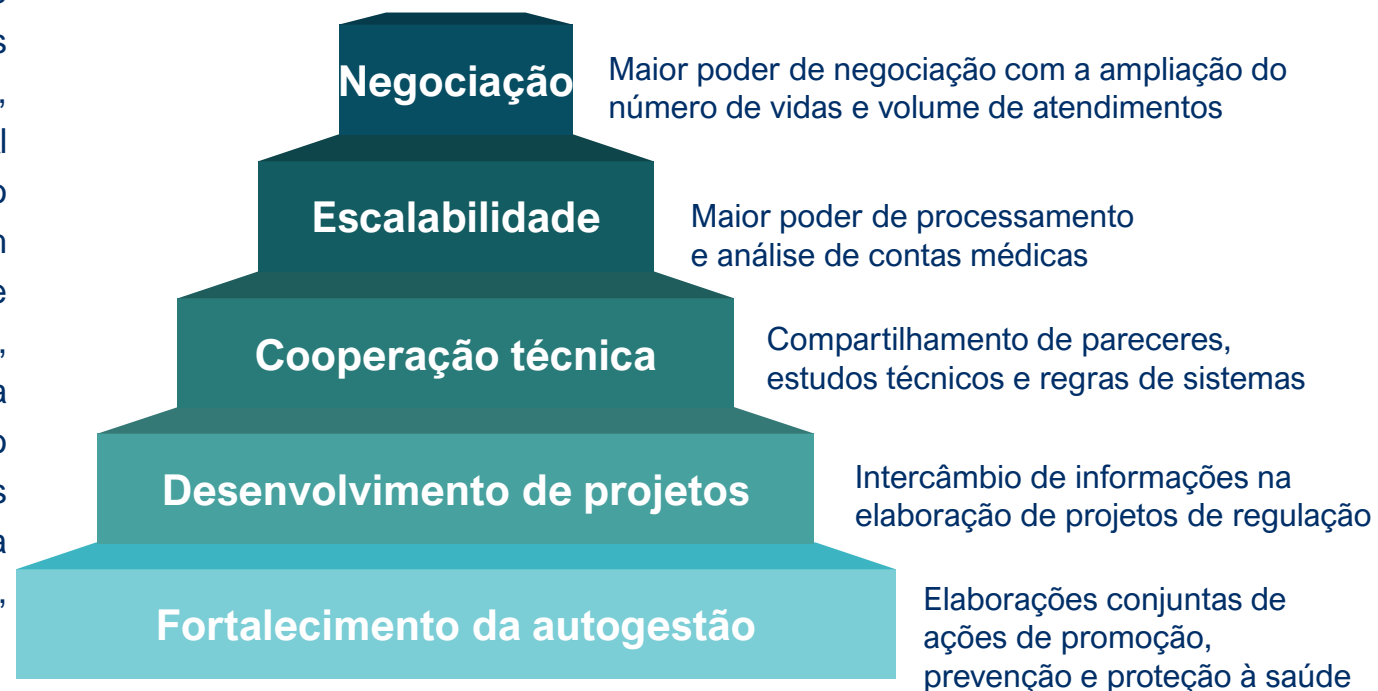 Negociação
Maior poder de negociação com a ampliação do
número de vidas e volume de atendimentos
Escalabilidade
Maior poder de processamento
e análise de contas médicas
Cooperação técnica
Compartilhamento de pareceres,
estudos técnicos e regras de sistemas
Desenvolvimento de projetos
Intercâmbio de informações na
elaboração de projetos de regulação
Fortalecimento da autogestão
Elaborações conjuntas de
ações de promoção,
prevenção e proteção à saúde